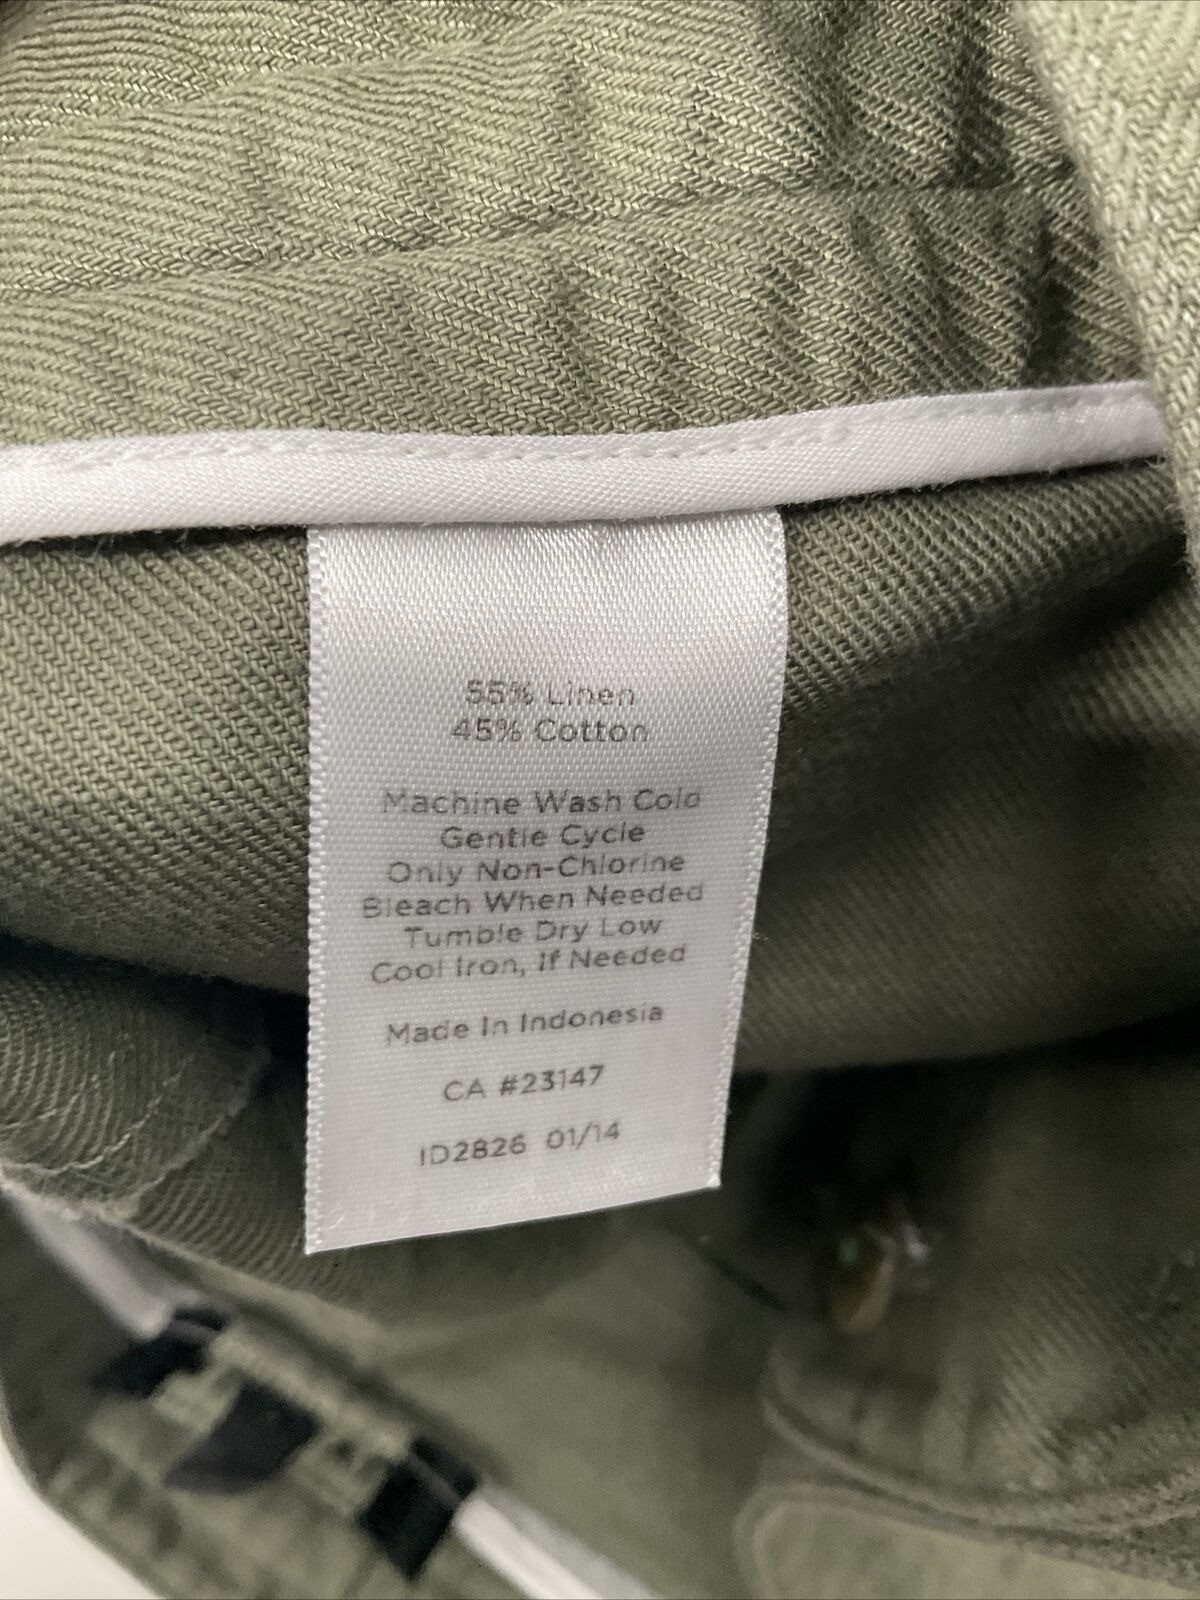 55% Linen
45% Cotton
Machine Wash Cold
Gentle Cycle
Only Non-Chlorine
Bleach When Needed
Tumble Dry Low
Cool Iron, If Needed
Made In Indonesia
CA #23147
ID2826 01/14